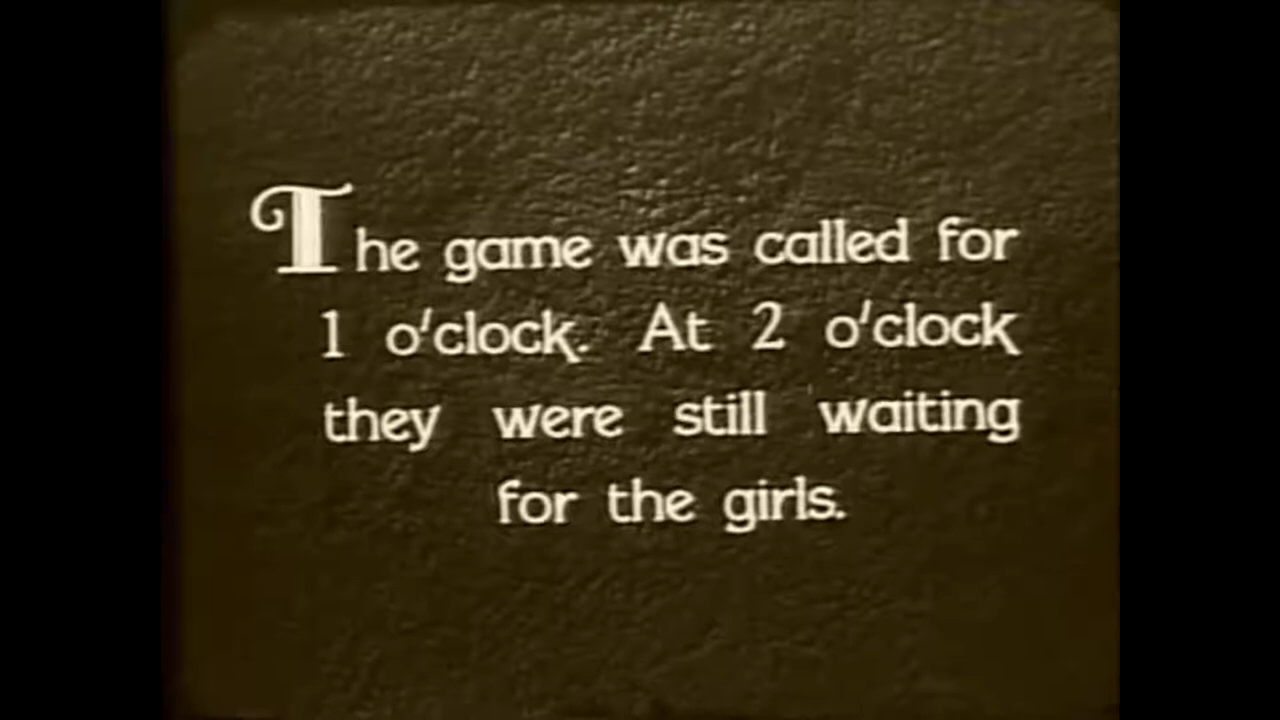 The game was called for
1 o'clock. At 2 o'clock
they were still waiting
for the girls.